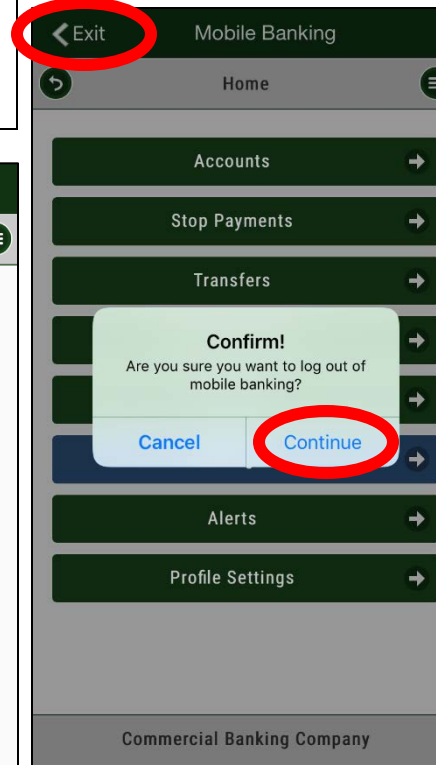 Exit Mobile Banking
Home
Accounts
Stop Payments
Transfers
Confirm!
Are you sure you want to log out of
mobile banking?
Cancel Continue
Alerts
Profile Settings
Commercial Banking Company